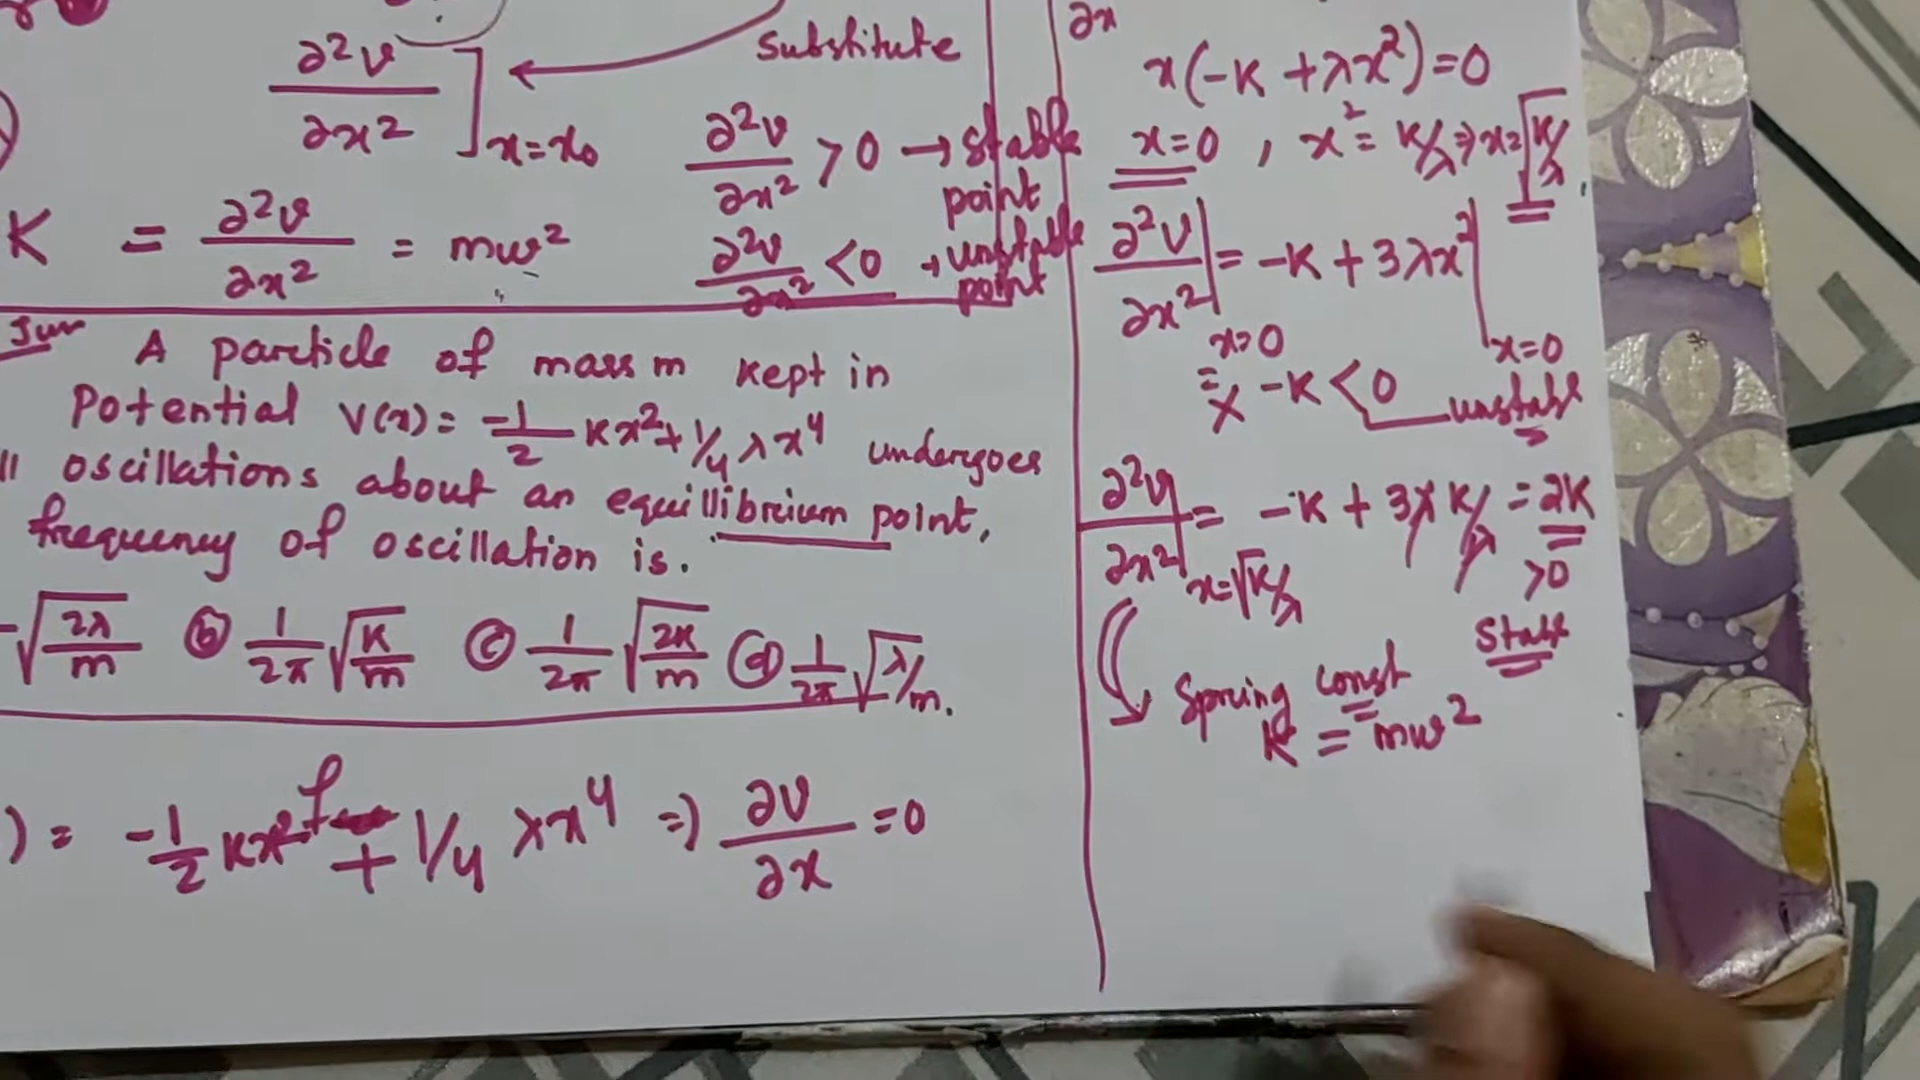 ∂²v/∂x² ]x=x₀ ← substitute
∂²v/∂x² > 0 → stable point
K = ∂²v/∂x² = mω²
∂²v/∂x² < 0 → unstable point
A particle of mass m kept in
Potential V(x) = -1/2 Kx² + 1/4 λx⁴ undergoes
ll oscillations about an equillibrium point,
frequency of oscillation is.
√(2λ/m) ⓑ 1/2π √(K/m) ⓒ 1/2π √(2K/m) ⓓ 1/2π √(λ/m).
) = -1/2 Kx² + 1/4 λx⁴ ⇒ ∂v/∂x = 0
∂x
x(-K + λx²) = 0
x=0 , x² = K/λ ⇒ x=√(K/λ)
∂²V/∂x² |x=0 = -K + 3λx² |x=0
= -K < 0 unstable
∂²v/∂x² |x=√(K/λ) = -K + 3λ K/λ = 2K
>0
Stable
Spring const
K = mω²